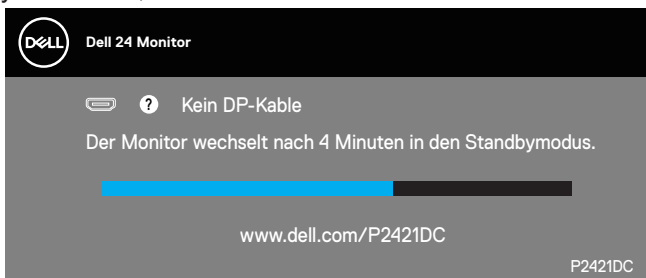 DELL
Dell 24 Monitor
? Kein DP-Kable
Der Monitor wechselt nach 4 Minuten in den Standbymodus.
www.dell.com/P2421DC
P2421DC